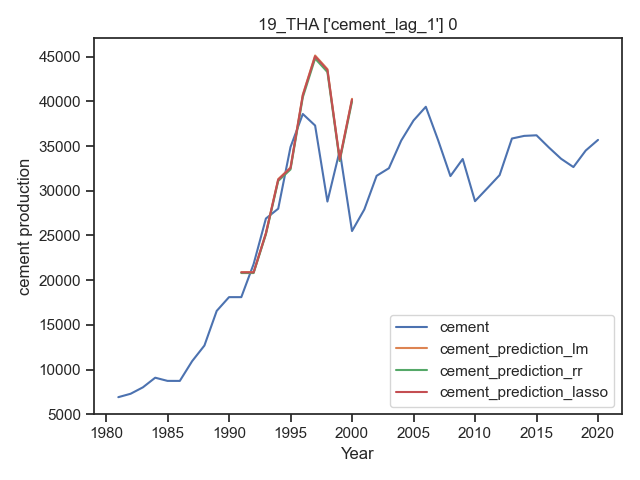 19_THA ['cement_lag_1'] 0
cement production
45000
40000
35000
30000
25000
20000
15000
10000
5000
1980
1985
1990
1995
2000
2005
2010
2015
2020
Year
cement
cement_prediction_lm
cement_prediction_rr
cement_prediction_lasso